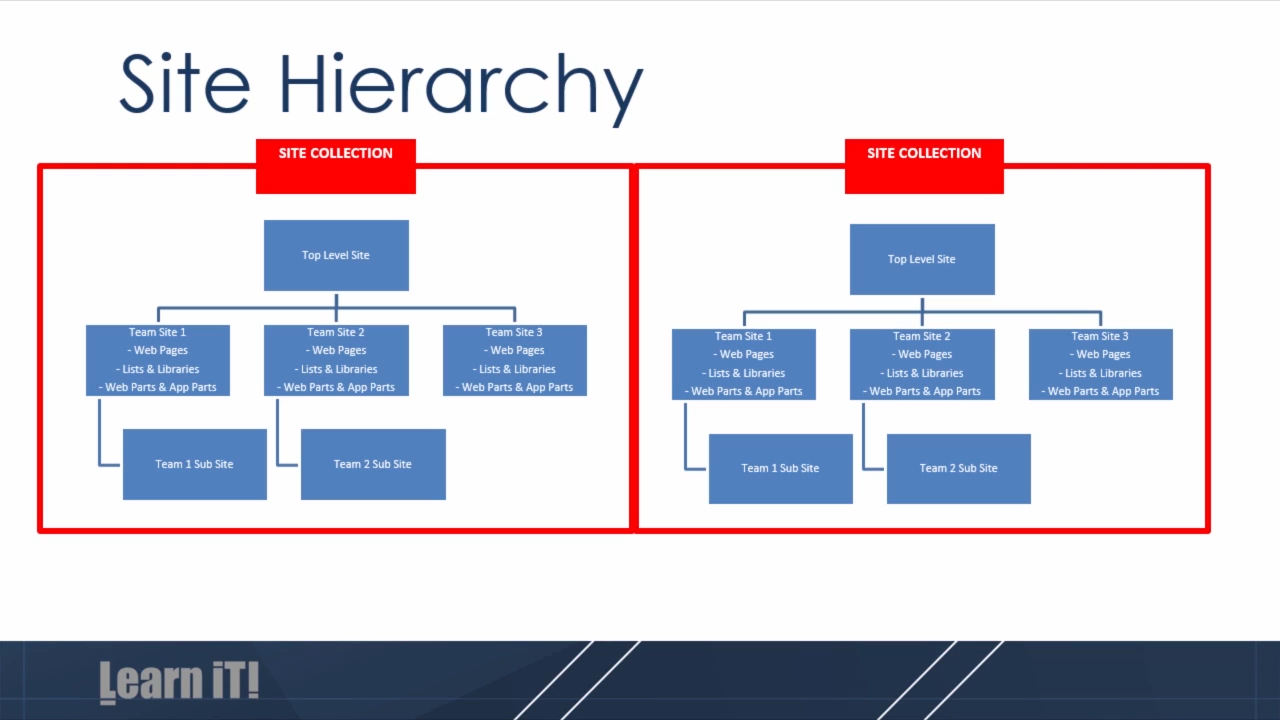 Site Hierarchy
SITE COLLECTION
Top Level Site
Team Site 1
- Web Pages
- Lists & Libraries
- Web Parts & App Parts
Team Site 2
- Web Pages
- Lists & Libraries
- Web Parts & App Parts
Team Site 3
- Web Pages
- Lists & Libraries
- Web Parts & App Parts
Team 1 Sub Site
Team 2 Sub Site
SITE COLLECTION
Top Level Site
Team Site 1
- Web Pages
- Lists & Libraries
- Web Parts & App Parts
Team Site 2
- Web Pages
- Lists & Libraries
- Web Parts & App Parts
Team Site 3
- Web Pages
- Lists & Libraries
- Web Parts & App Parts
Team 1 Sub Site
Team 2 Sub Site
Learn iT!